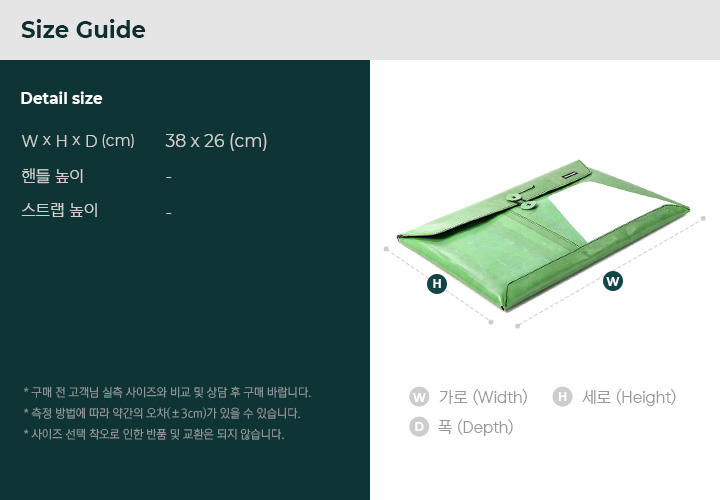 Size Guide
Detail size
W x H x D (cm) 38 x 26 (cm)
핸들 높이 -
스트랩 높이 -
* 구매 전 고객님 실측 사이즈와 비교 및 상담 후 구매 바랍니다.
* 측정 방법에 따라 약간의 오차(±3cm)가 있을 수 있습니다.
* 사이즈 선택 착오로 인한 반품 및 교환은 되지 않습니다.
H
W
W 가로 (Width) H 세로 (Height)
D 폭 (Depth)